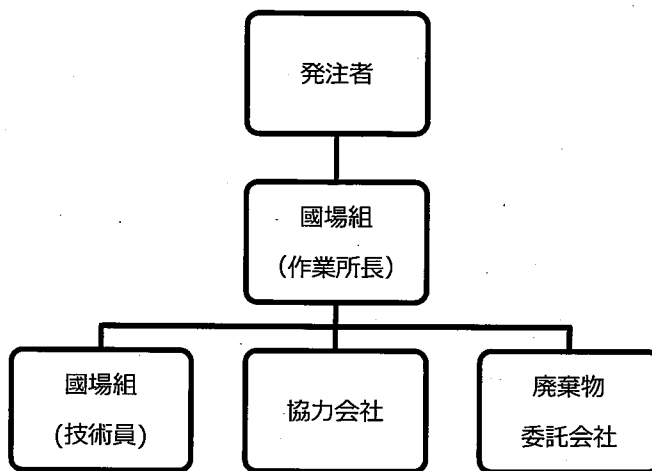 発注者
國場組
（作業所長）
國場組
(技術員)
協力会社
廃棄物
委託会社